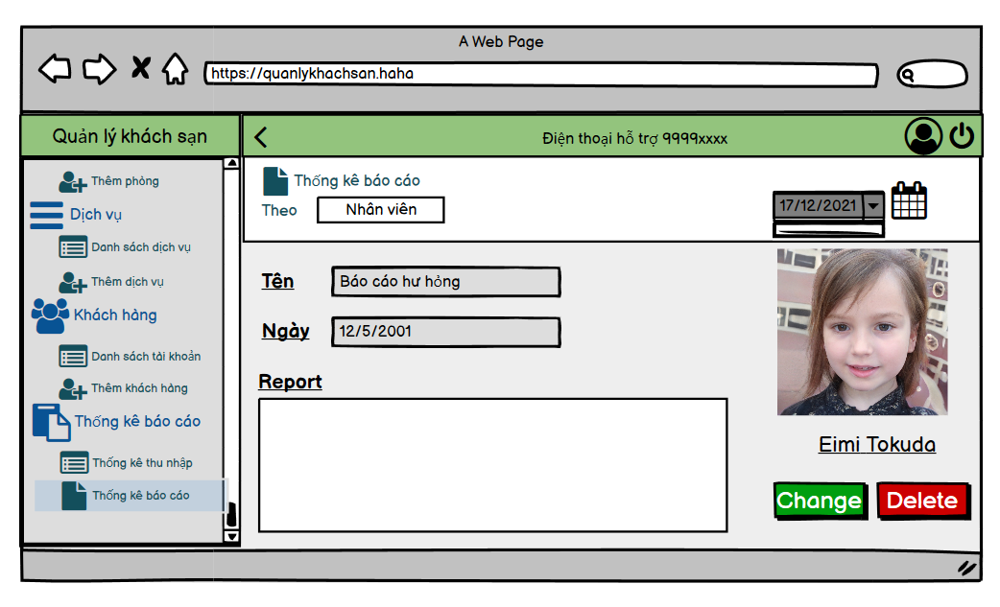 A Web Page
https://quanlykhachsan.haha
Quản lý khách sạn
Điện thoại hỗ trợ 9999xxxx
Thêm phòng
Dịch vụ
Danh sách dịch vụ
Thêm dịch vụ
Khách hàng
Danh sách tài khoản
Thêm khách hàng
Thống kê báo cáo
Thống kê thu nhập
Thống kê báo cáo
Thống kê báo cáo
Theo
Nhân viên
17/12/2021
Tên
Báo cáo hư hỏng
Ngày
12/5/2001
Report
Eimi Tokuda
Change
Delete